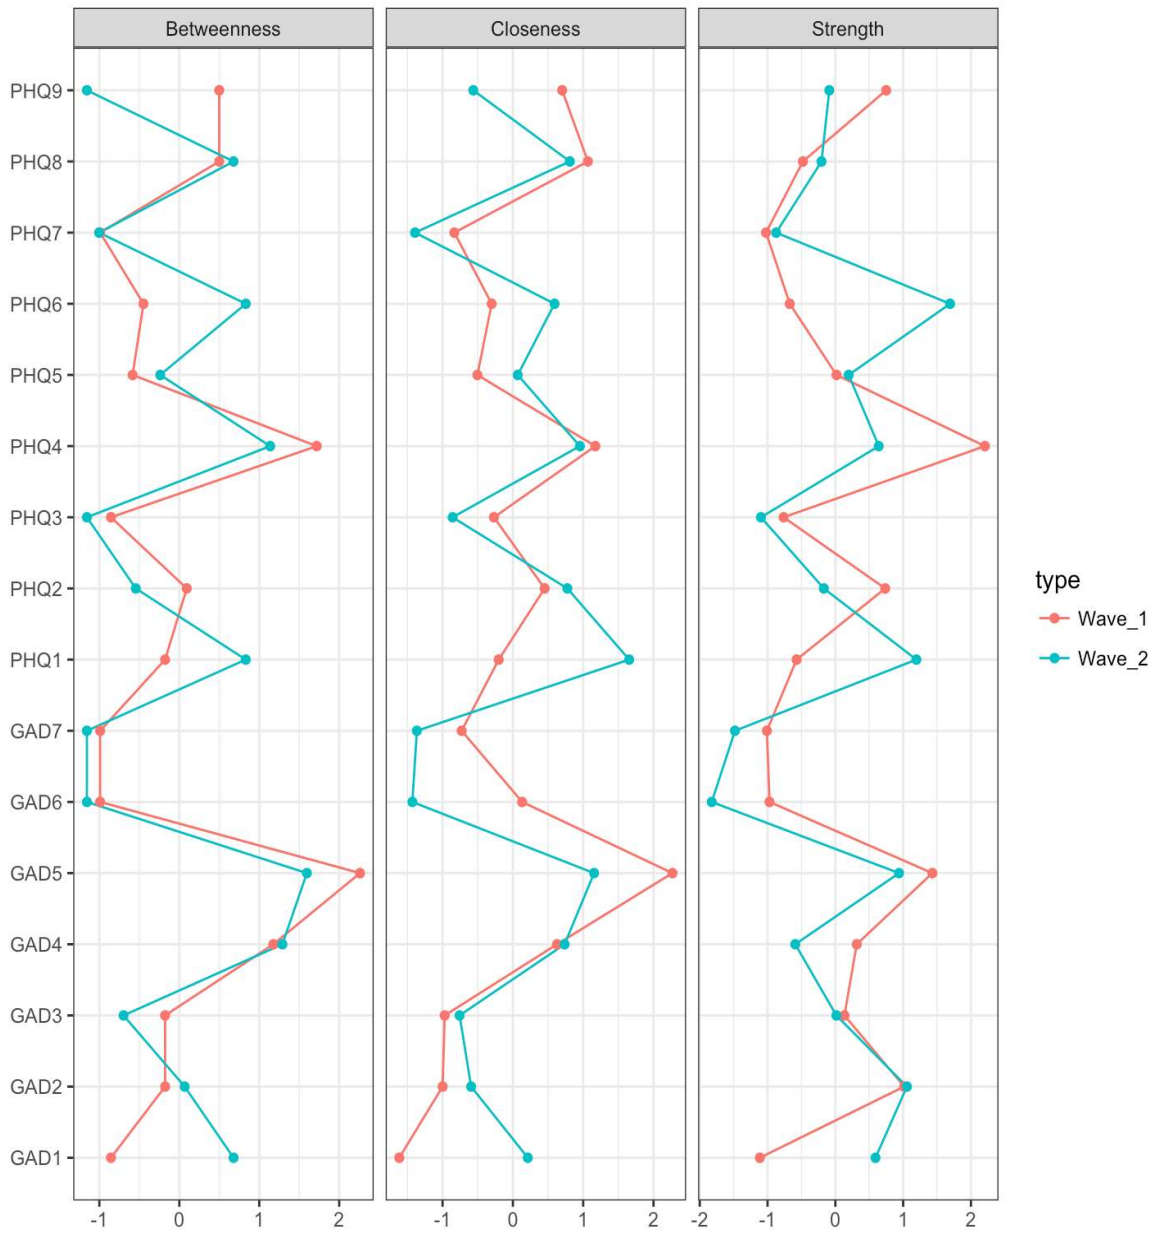 Betweenness Closeness Strength
PHQ9
PHQ8
PHQ7
PHQ6
PHQ5
PHQ4
PHQ3
PHQ2
PHQ1
GAD7
GAD6
GAD5
GAD4
GAD3
GAD2
GAD1
-1 0 1 2 -1 0 1 2 -2 -1 0 1 2
type
Wave_1
Wave_2